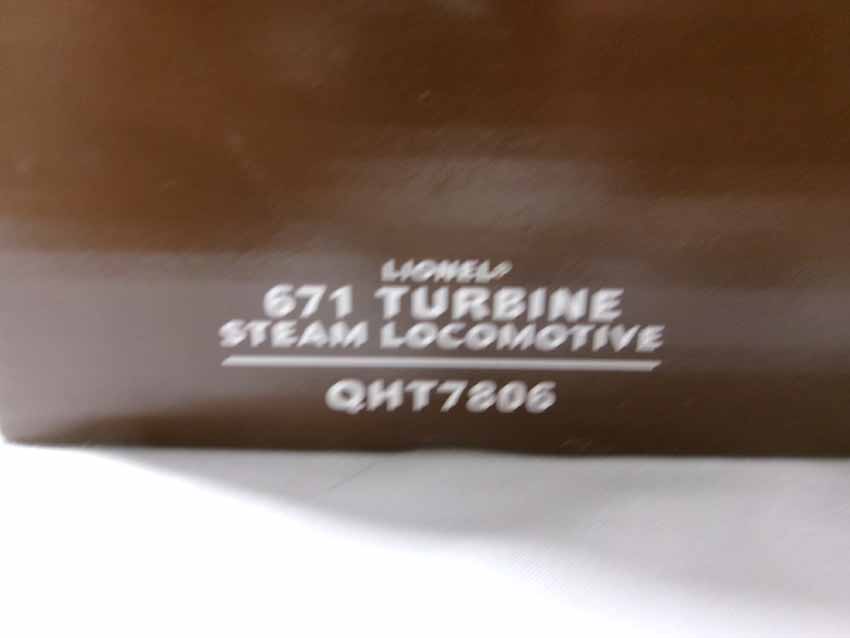 LIONEL®
671 TURBINE
STEAM LOCOMOTIVE
QHT7806